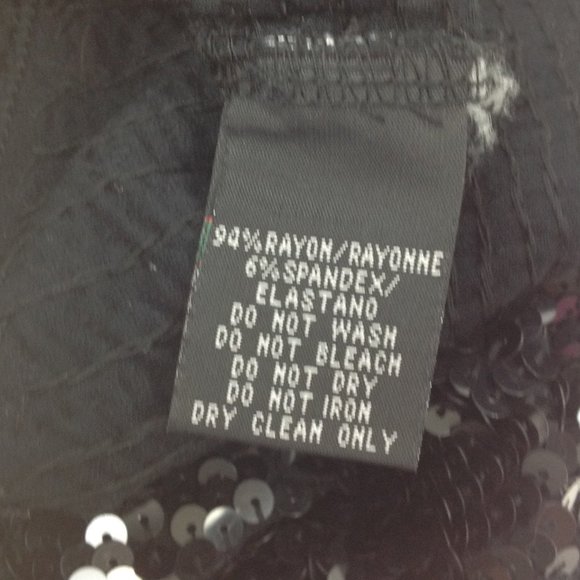 94%RAYON/RAYONNE
6%SPANDEX/
ELASTANO
DO NOT WASH
DO NOT BLEACH
DO NOT DRY
DO NOT IRON
DRY CLEAN ONLY